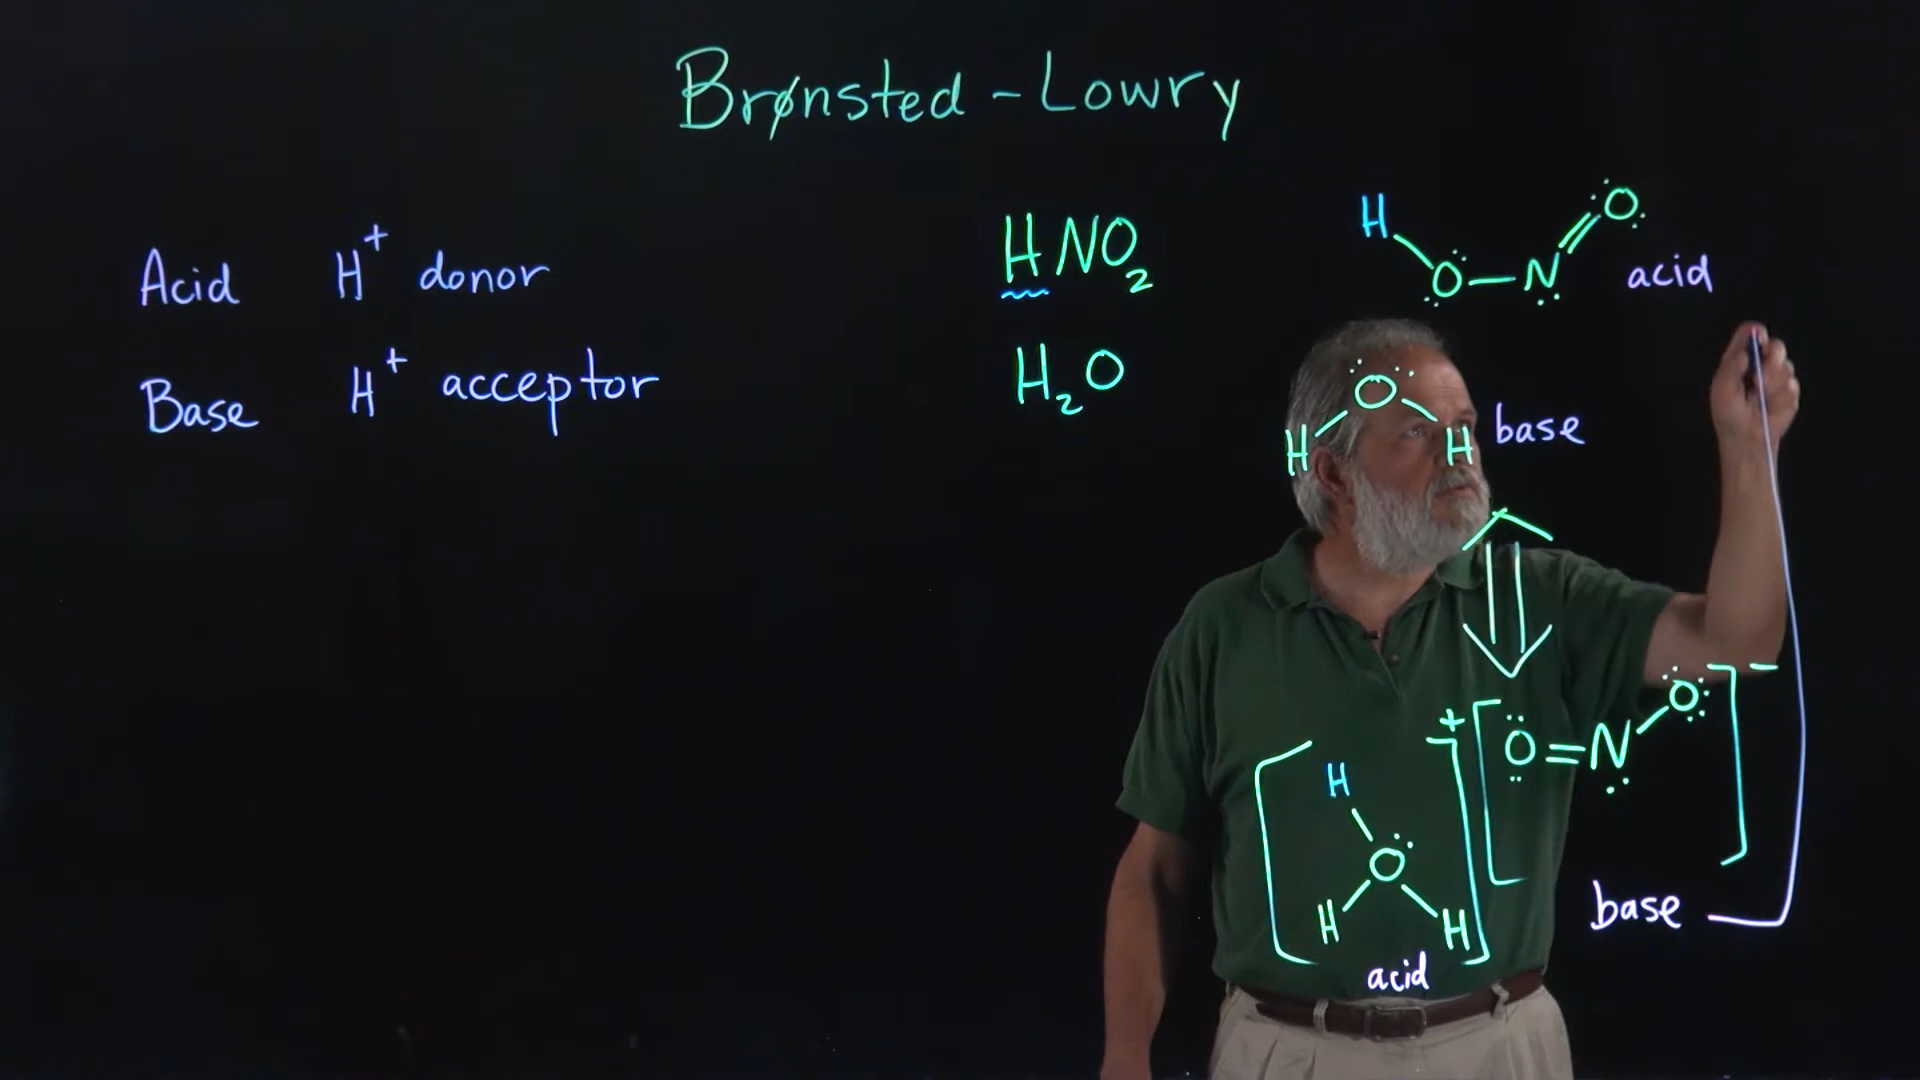 Brønsted - Lowry
Acid H⁺ donor
Base H⁺ acceptor
HNO₂
H₂O
H O N O
acid
O H H
base
[H O H H]⁺
acid
[O=N O]⁻
base